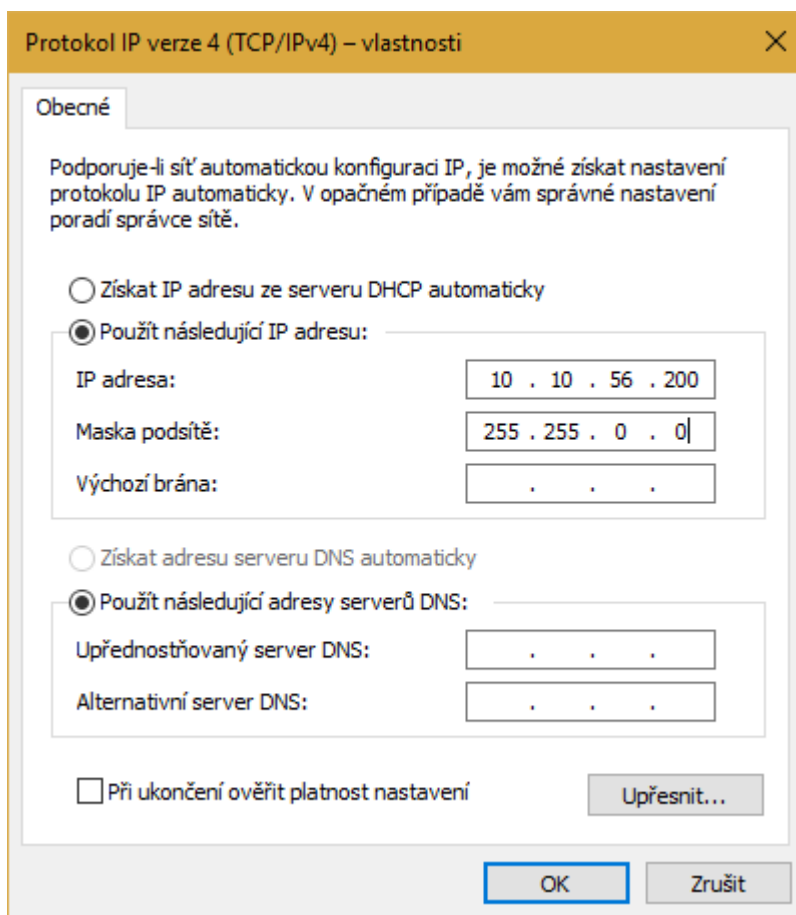 Protokol IP verze 4 (TCP/IPv4) – vlastnosti
Obecné
Podporuje-li síť automatickou konfiguraci IP, je možné získat nastavení
protokolu IP automaticky. V opačném případě vám správné nastavení
poradí správce sítě.
Získat IP adresu ze serveru DHCP automaticky
Použít následující IP adresu:
IP adresa: 10 . 10 . 56 . 200
Maska podsítě: 255 . 255 . 0 . 0
Výchozí brána: . . .
Získat adresu serveru DNS automaticky
Použít následující adresy serverů DNS:
Upřednostňovaný server DNS: . . .
Alternativní server DNS: . . .
Při ukončení ověřit platnost nastavení
Upřesnit...
OK Zrušit